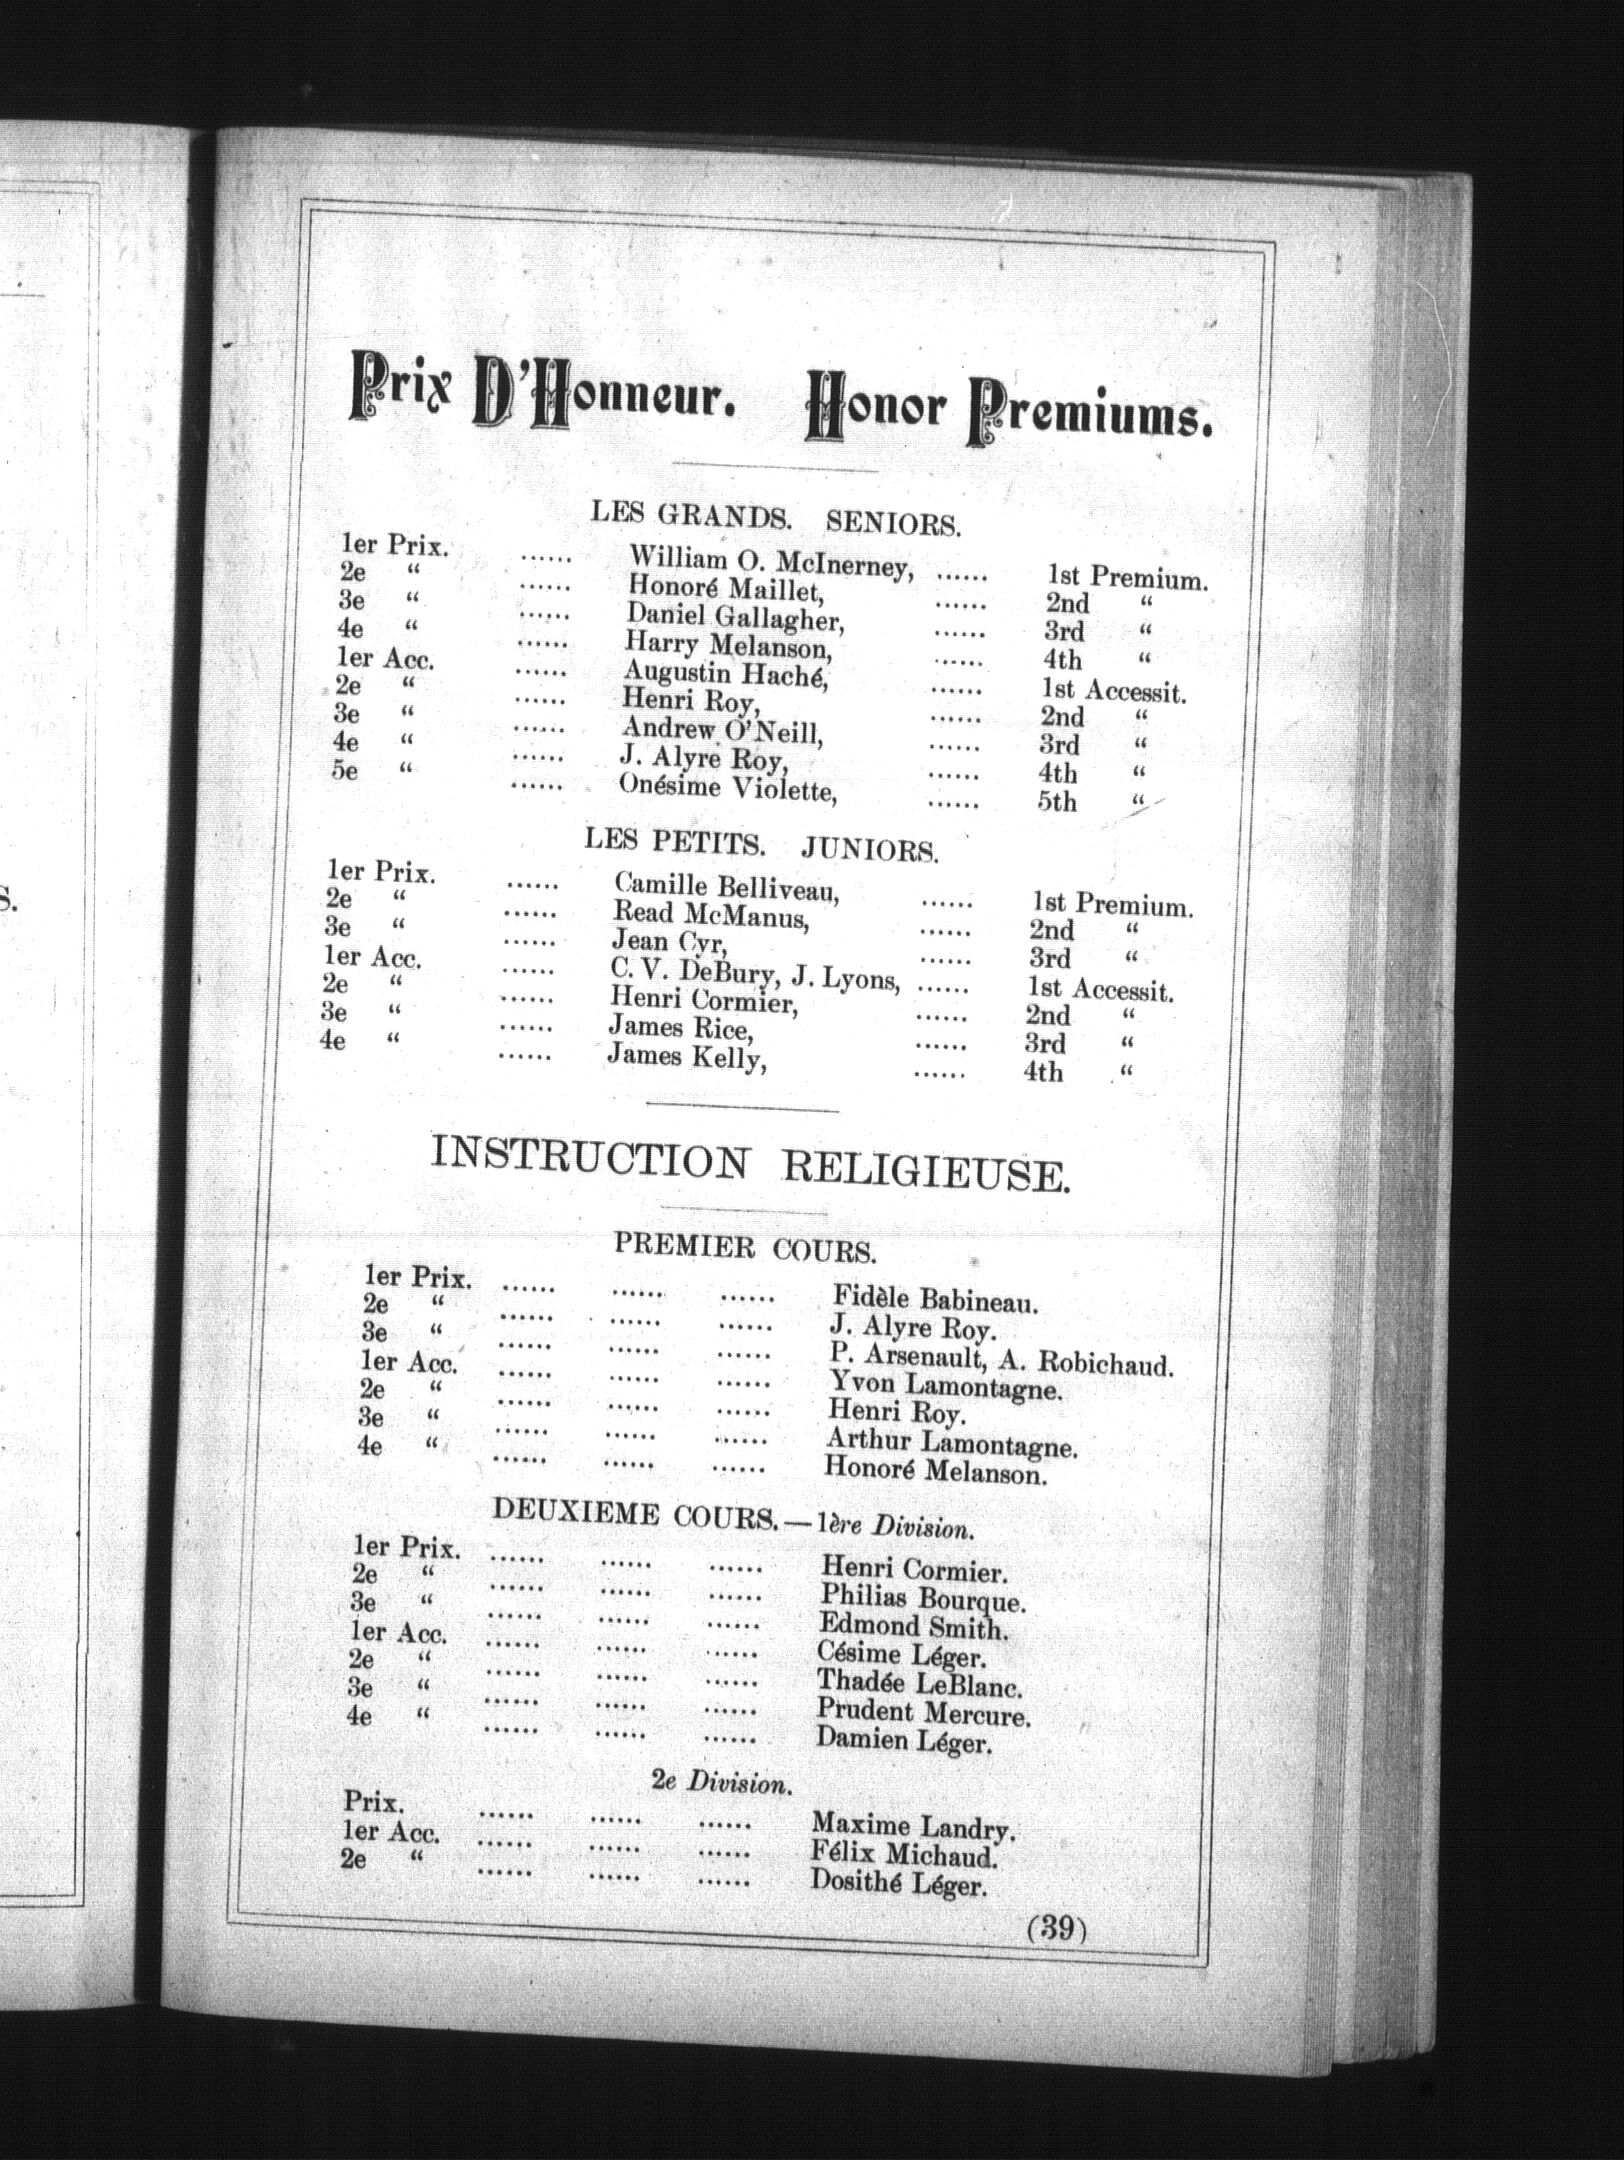 S.
Prix D'Honneur. Honor Premiums.
LES GRANDS. SENIORS.
1er Prix. ...... William O. McInerney, ...... 1st Premium.
2e “ ...... Honoré Maillet, ...... 2nd “
3e “ ...... Daniel Gallagher, ...... 3rd “
4e “ ...... Harry Melanson, ...... 4th “
1er Acc. ...... Augustin Haché, ...... 1st Accessit.
2e “ ...... Henri Roy, ...... 2nd “
3e “ ...... Andrew O'Neill, ...... 3rd “
4e “ ...... J. Alyre Roy, ...... 4th “
5e “ ...... Onésime Violette, ...... 5th “
LES PETITS. JUNIORS.
1er Prix. ...... Camille Belliveau, ...... 1st Premium.
2e “ ...... Read McManus, ...... 2nd “
3e “ ...... Jean Cyr, ...... 3rd “
1er Acc. ...... C. V. DeBury, J. Lyons, ...... 1st Accessit.
2e “ ...... Henri Cormier, ...... 2nd “
3e “ ...... James Rice, ...... 3rd “
4e “ ...... James Kelly, ...... 4th “
INSTRUCTION RELIGIEUSE.
PREMIER COURS.
1er Prix. ...... ...... ...... Fidèle Babineau.
2e “ ...... ...... ...... J. Alyre Roy.
3e “ ...... ...... ...... P. Arsenault, A. Robichaud.
1er Acc. ...... ...... ...... Yvon Lamontagne.
2e “ ...... ...... ...... Henri Roy.
3e “ ...... ...... ...... Arthur Lamontagne.
4e “ ...... ...... ...... Honoré Melanson.
DEUXIEME COURS.—1ère Division.
1er Prix. ...... ...... ...... Henri Cormier.
2e “ ...... ...... ...... Philias Bourque.
3e “ ...... ...... ...... Edmond Smith.
1er Acc. ...... ...... ...... Césime Léger.
2e “ ...... ...... ...... Thadée LeBlanc.
3e “ ...... ...... ...... Prudent Mercure.
4e “ ...... ...... ...... Damien Léger.
2e Division.
Prix. ...... ...... ...... Maxime Landry.
1er Acc. ...... ...... ...... Félix Michaud.
2e “ ...... ...... ...... Dosithé Léger.
(39)